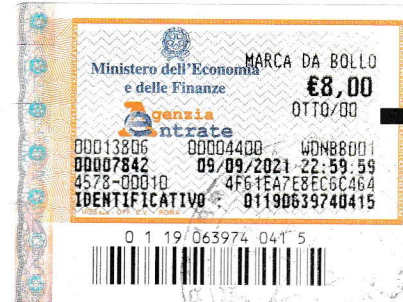 MARCA DA BOLLO
Ministero dell'Economia
e delle Finanze
€8,00
OTTO/00
Agenzia
Entrate
00013806 00004400 WDNBB001
00007842 09/09/2021 22:59:59
4578-00010 4F61EA7E8EC6C464
IDENTIFICATIVO : 01190639740415
0 1 19 063974 041 5